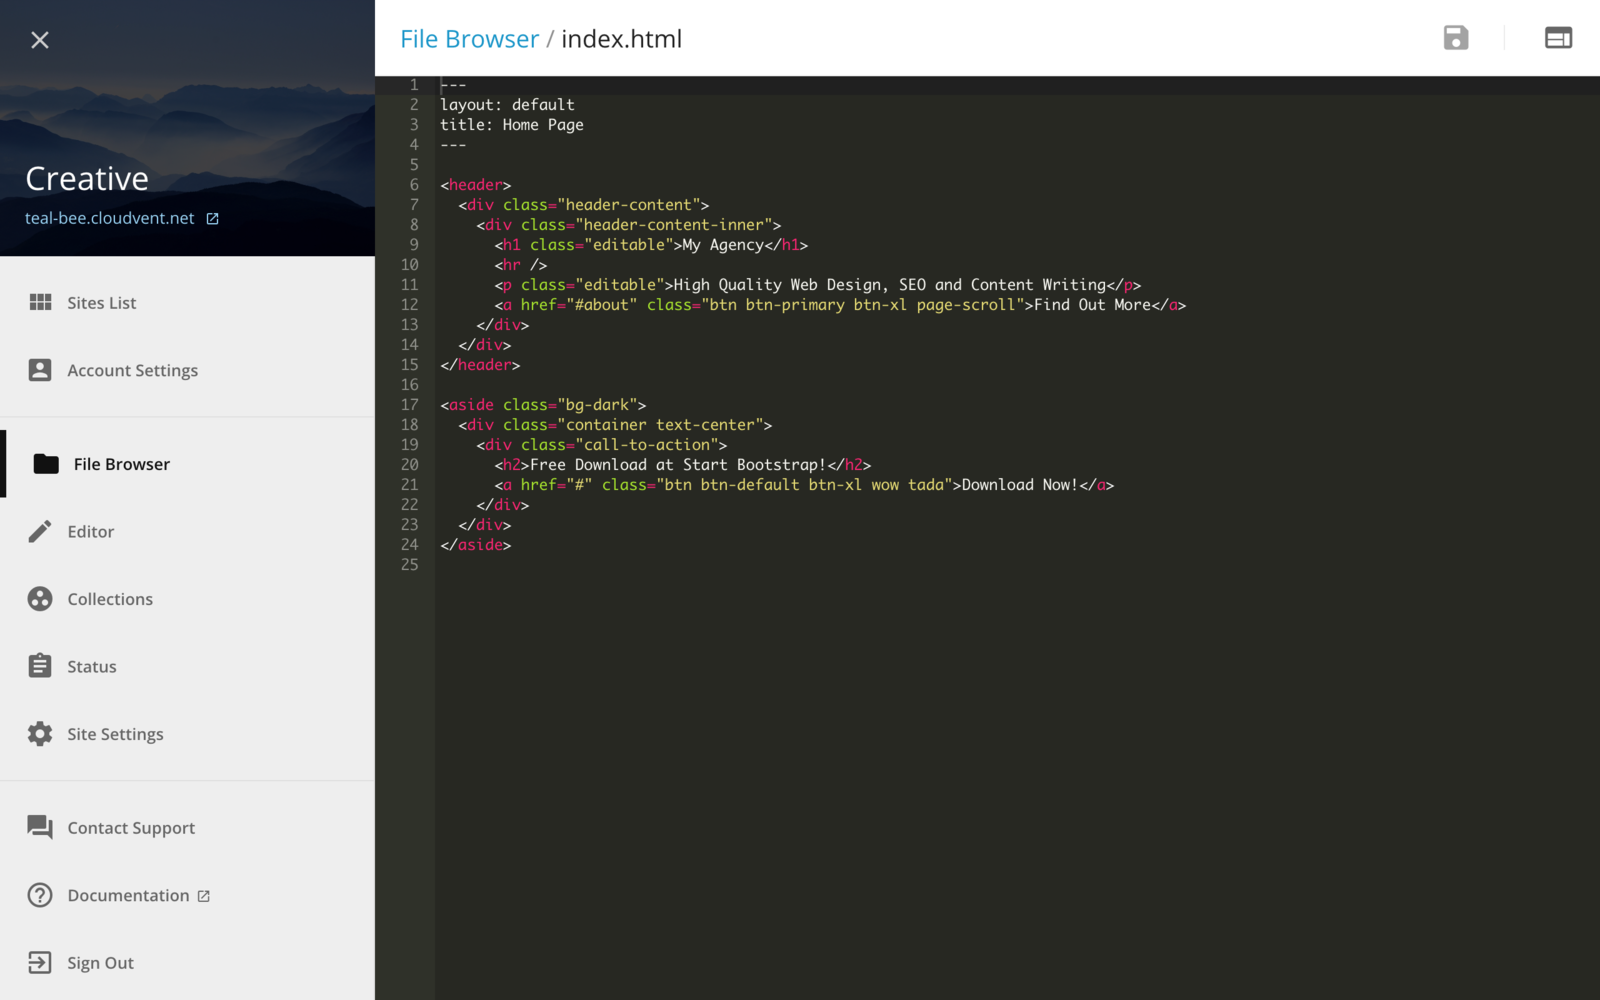 Creative
teal-bee.cloudvent.net
Sites List
Account Settings
File Browser
Editor
Collections
Status
Site Settings
Contact Support
Documentation
Sign Out
File Browser / index.html
1 ---
2 layout: default
3 title: Home Page
4 ---
5
6 <header>
7   <div class="header-content">
8     <div class="header-content-inner">
9       <h1 class="editable">My Agency</h1>
10       <hr />
11       <p class="editable">High Quality Web Design, SEO and Content Writing</p>
12       <a href="#about" class="btn btn-primary btn-xl page-scroll">Find Out More</a>
13     </div>
14   </div>
15 </header>
16
17 <aside class="bg-dark">
18   <div class="container text-center">
19     <div class="call-to-action">
20       <h2>Free Download at Start Bootstrap!</h2>
21       <a href="#" class="btn btn-default btn-xl wow tada">Download Now!</a>
22     </div>
23   </div>
24 </aside>
25